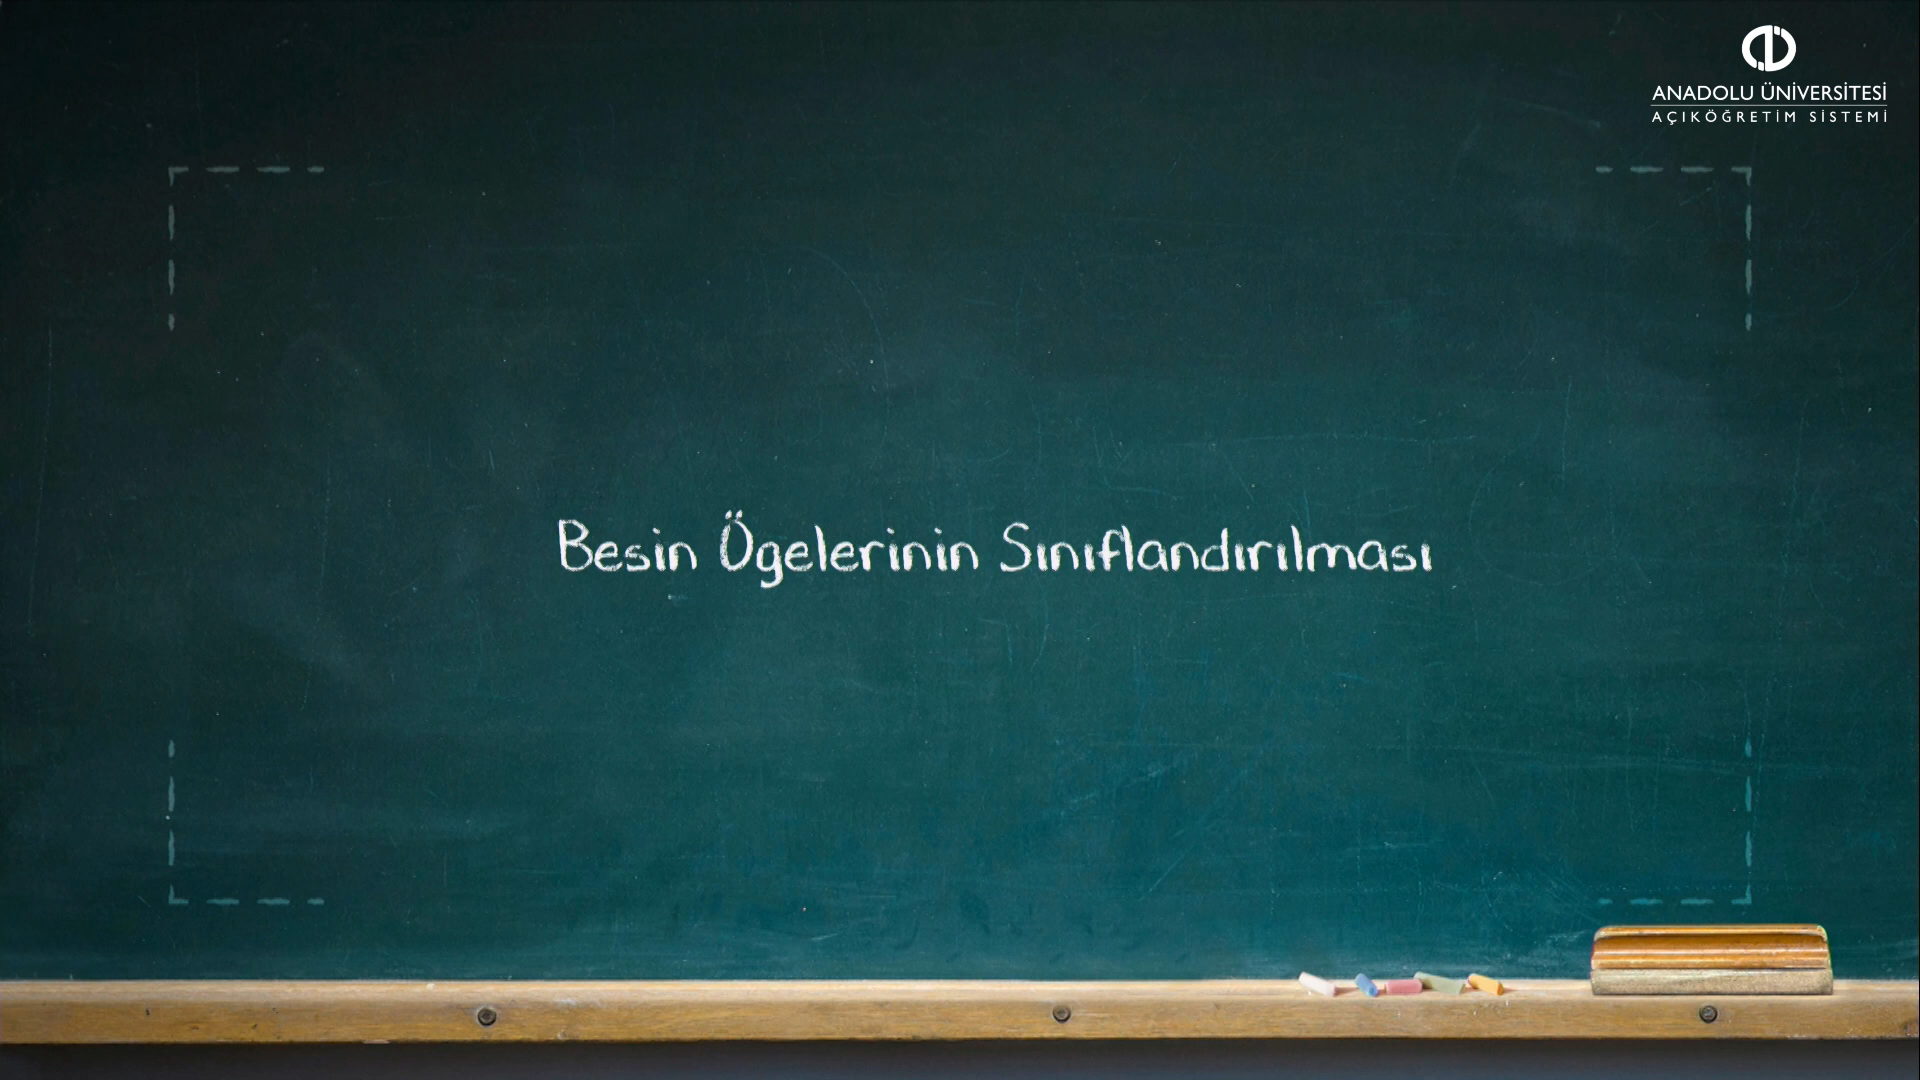 ANADOLU ÜNİVERSİTESİ
AÇIKÖĞRETİM SİSTEMİ
Besin Ögelerinin Sınıflandırılması